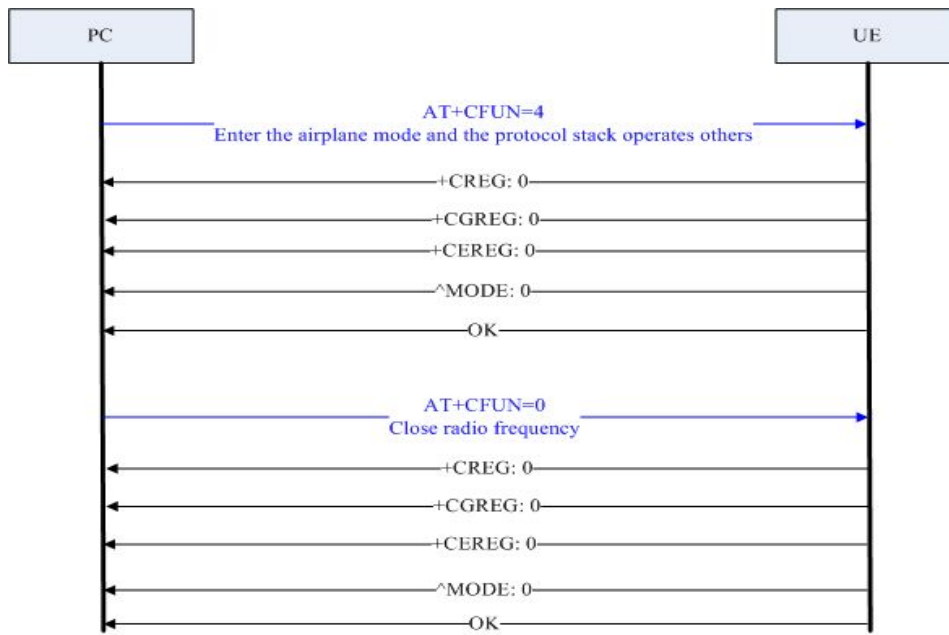 PC
UE
AT+CFUN=4
Enter the airplane mode and the protocol stack operates others
+CREG: 0
+CGREG: 0
+CEREG: 0
^MODE: 0
OK
AT+CFUN=0
Close radio frequency
+CREG: 0
+CGREG: 0
+CEREG: 0
^MODE: 0
OK